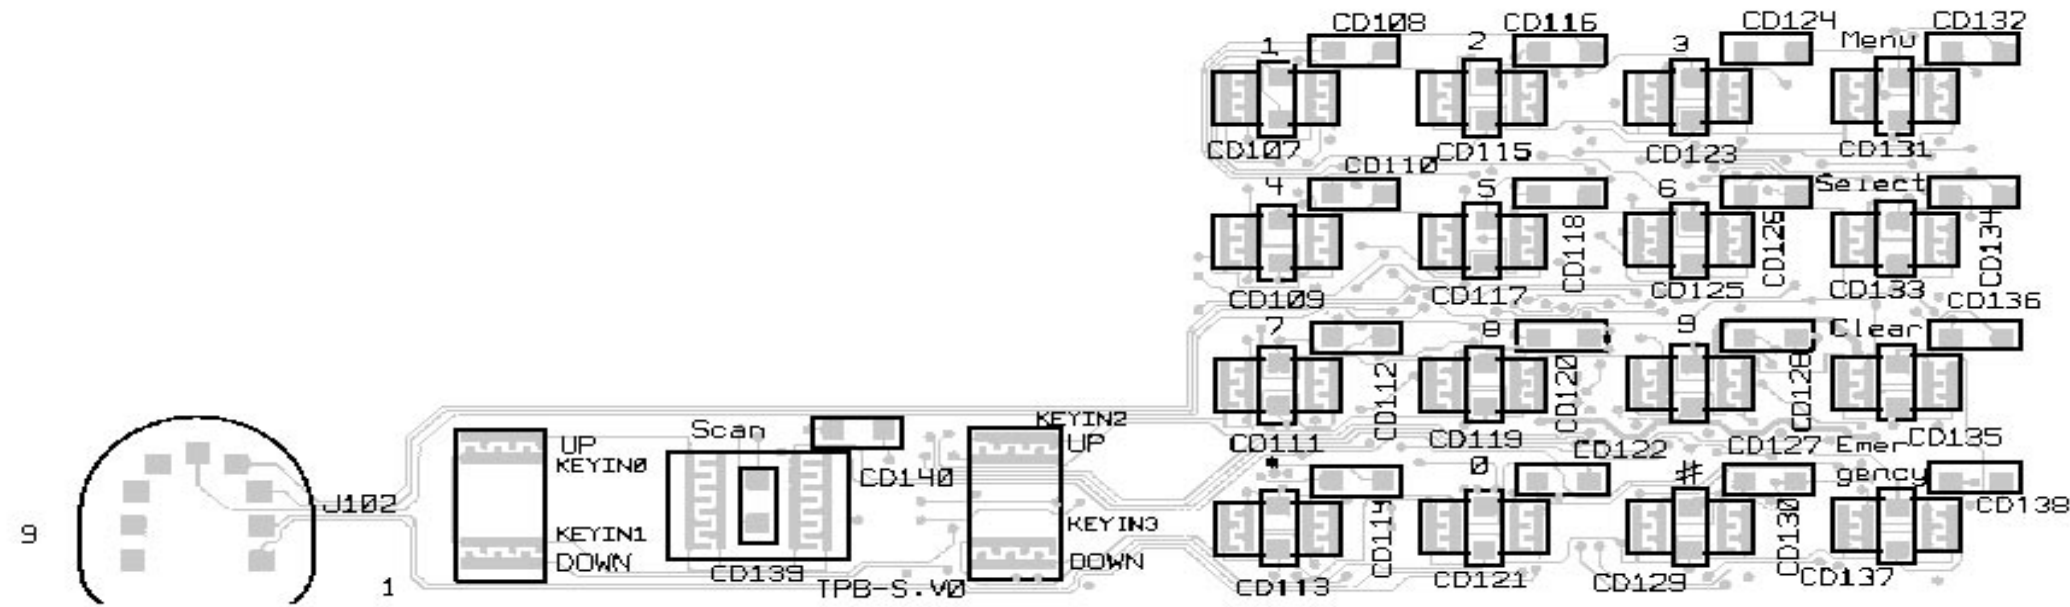 CD108 CD116 CD124 CD132
1 2 3 Menu
CD107 CD115 CD123 CD131
CD110
4 5 6 Select
CD118 CD126 CD134
CD109 CD117 CD125 CD133 CD136
7 8 9 Clear
CD112 CD120 CD128
CD111 CD119 CD122 CD127 CD135
* 0 # Emer
gency
CD114 CD130 CD138
CD113 CD121 CD129 CD137
Scan KEYIN2
UP UP
KEYIN0
CD140
J102
9
KEYIN1 KEYIN3
DOWN DOWN
CD139
1 TPB-S.V0